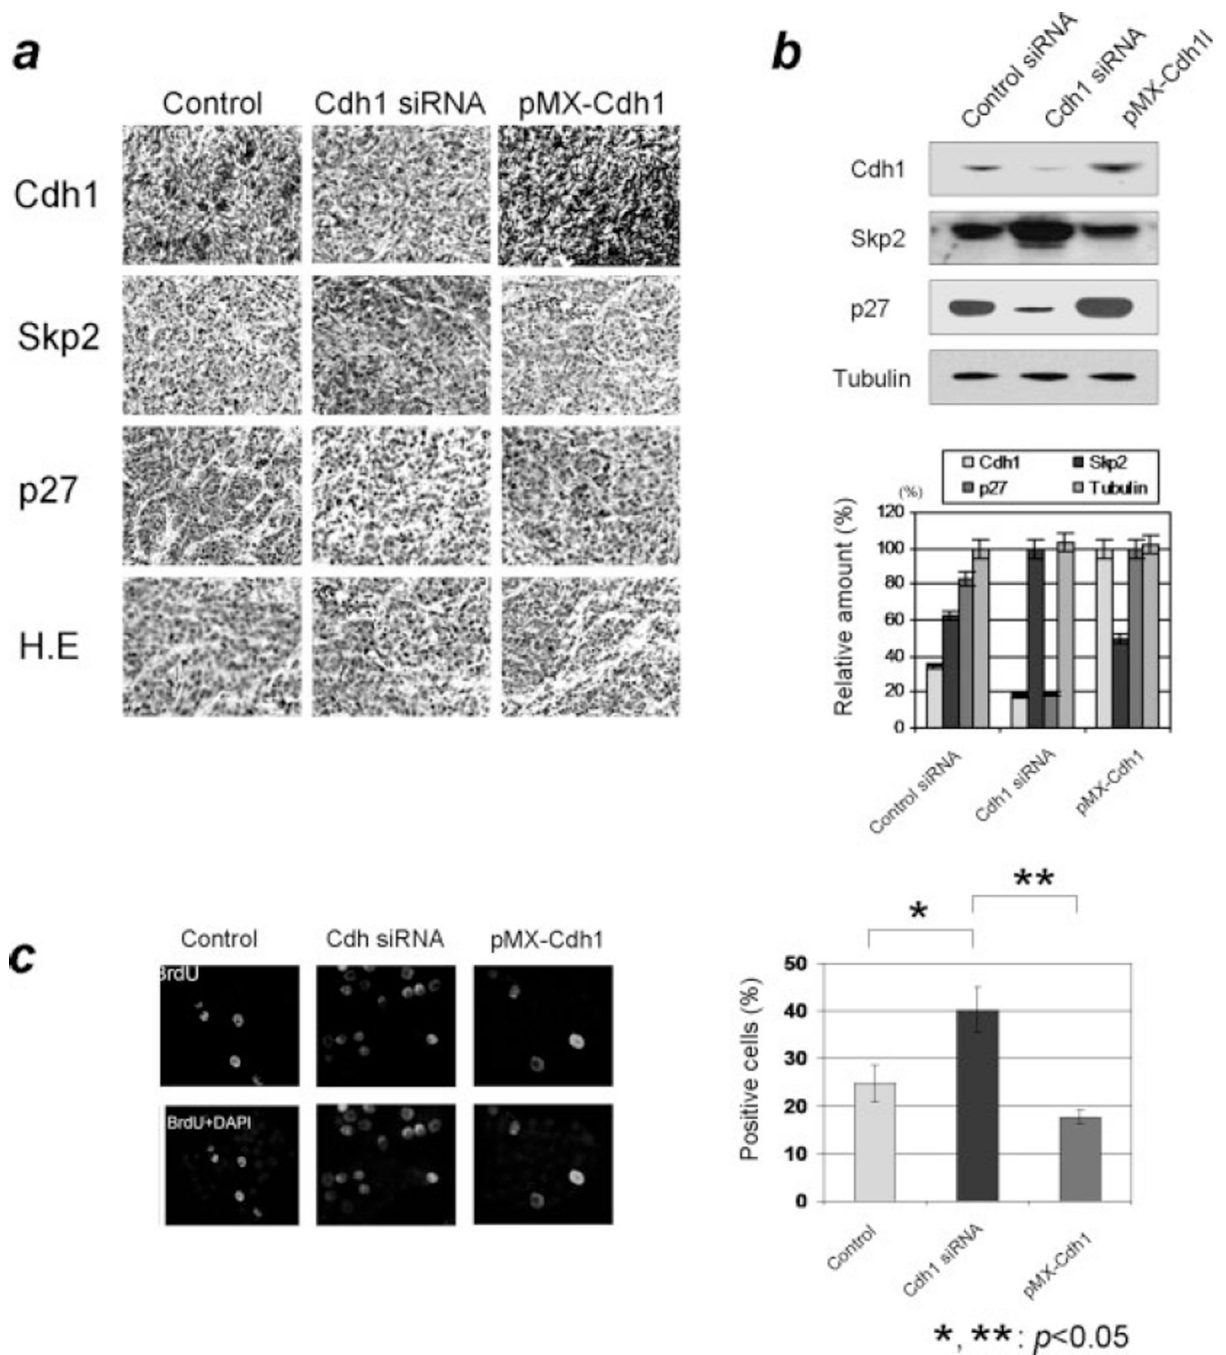 a
Control Cdh1 siRNA pMX-Cdh1
Cdh1
Skp2
p27
H.E
b
Control siRNA
Cdh1 siRNA
pMX-Cdh1l
Cdh1
Skp2
p27
Tubulin
Cdh1 Skp2
p27 Tubulin
(%)
Relative amount (%)
120
100
80
60
40
20
0
Control siRNA
Cdh1 siRNA
pMX-Cdh1
c
Control Cdh siRNA pMX-Cdh1
BrdU
BrdU+DAPI
* **
Positive cells (%)
50
40
30
20
10
0
Control
Cdh1 siRNA
pMX-Cdh1
*, **: p<0.05